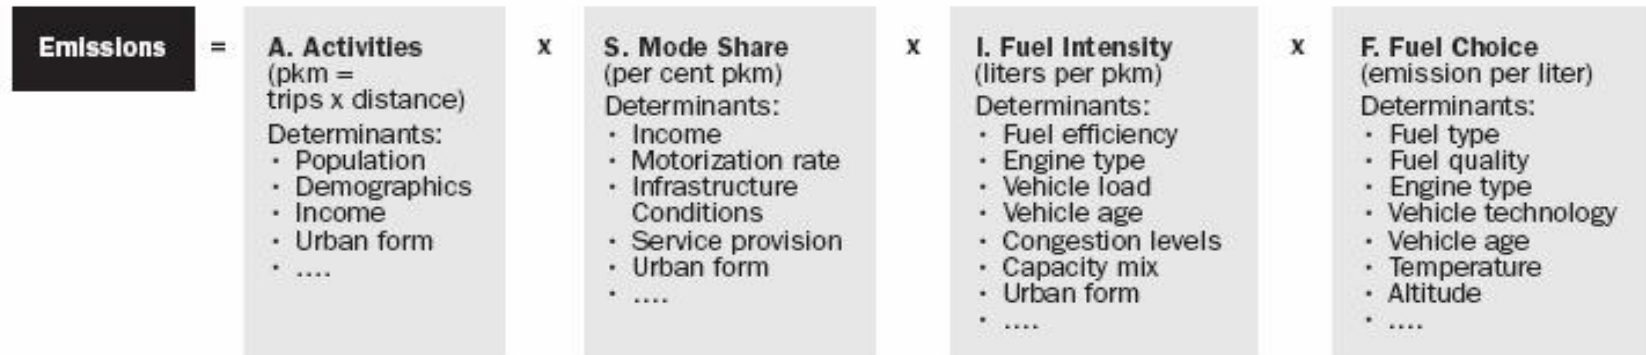 Emissions
=
A. Activities
(pkm =
trips x distance)
Determinants:
· Population
· Demographics
· Income
· Urban form
· ....
x
S. Mode Share
(per cent pkm)
Determinants:
· Income
· Motorization rate
· Infrastructure
Conditions
· Service provision
· Urban form
· ....
x
I. Fuel Intensity
(liters per pkm)
Determinants:
· Fuel efficiency
· Engine type
· Vehicle load
· Vehicle age
· Congestion levels
· Capacity mix
· Urban form
· ....
x
F. Fuel Choice
(emission per liter)
Determinants:
· Fuel type
· Fuel quality
· Engine type
· Vehicle technology
· Vehicle age
· Temperature
· Altitude
· ....